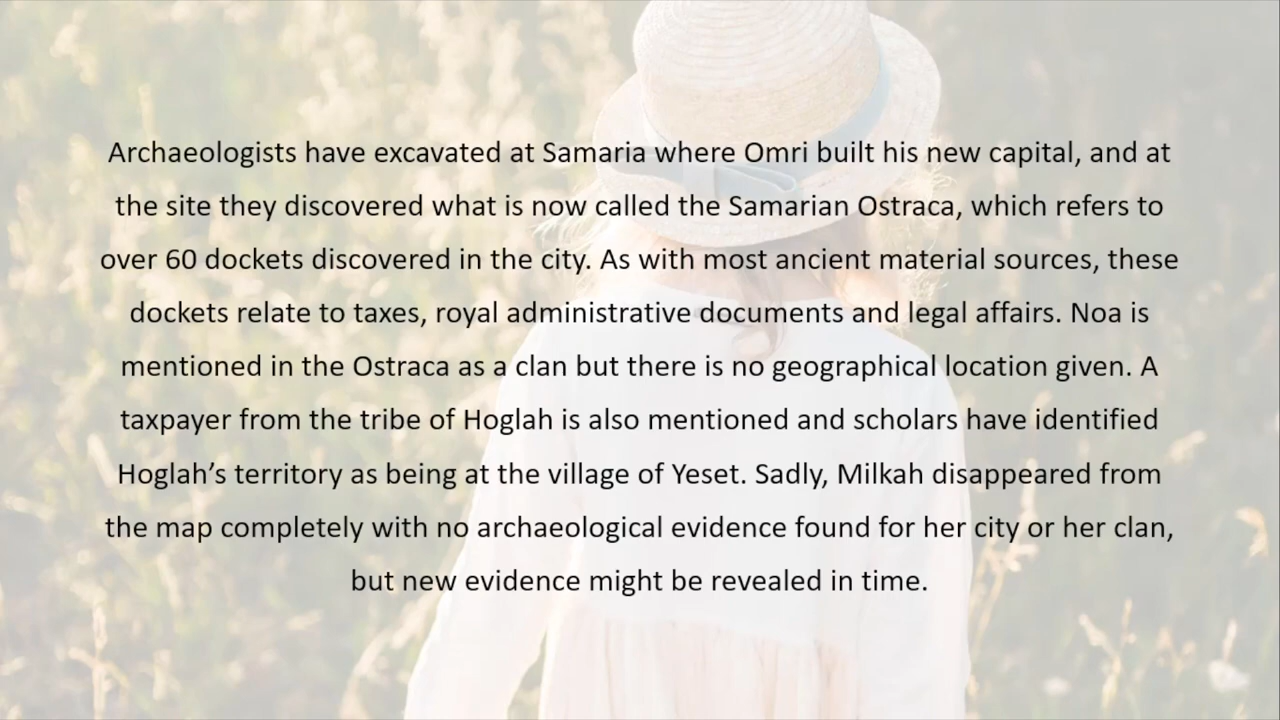 Archaeologists have excavated at Samaria where Omri built his new capital, and at
the site they discovered what is now called the Samarian Ostraca, which refers to
over 60 dockets discovered in the city. As with most ancient material sources, these
dockets relate to taxes, royal administrative documents and legal affairs. Noa is
mentioned in the Ostraca as a clan but there is no geographical location given. A
taxpayer from the tribe of Hoglah is also mentioned and scholars have identified
Hoglah’s territory as being at the village of Yeset. Sadly, Milkah disappeared from
the map completely with no archaeological evidence found for her city or her clan,
but new evidence might be revealed in time.